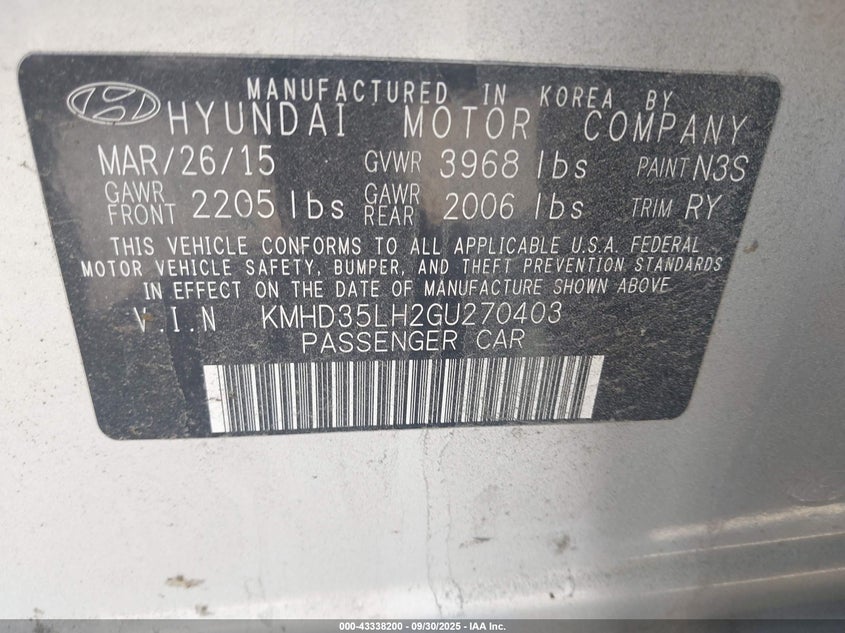 MANUFACTURED IN KOREA BY
HYUNDAI MOTOR COMPANY
MAR/26/15 GVWR 3968 lbs PAINT N3S
GAWR FRONT 2205 lbs GAWR REAR 2006 lbs TRIM RY
THIS VEHICLE CONFORMS TO ALL APPLICABLE U.S.A. FEDERAL
MOTOR VEHICLE SAFETY, BUMPER, AND THEFT PREVENTION STANDARDS
IN EFFECT ON THE DATE OF MANUFACTURE SHOWN ABOVE.
V.I.N KMHD35LH2GU270403
PASSENGER CAR
000-43338200 - 09/30/2025 - IAA Inc.